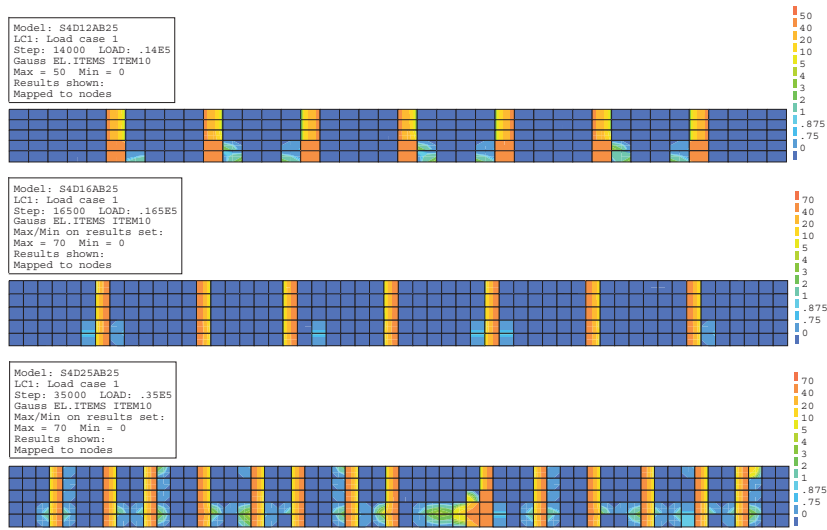 Model: S4D12AB25
LC1: Load case 1
Step: 14000 LOAD: .14E5
Gauss EL.ITEMS ITEM10
Max = 50 Min = 0
Results shown:
Mapped to nodes
50
40
20
10
5
4
3
2
1
.875
.75
0
Model: S4D16AB25
LC1: Load case 1
Step: 16500 LOAD: .165E5
Gauss EL.ITEMS ITEM10
Max/Min on results set:
Max = 70 Min = 0
Results shown:
Mapped to nodes
70
40
20
10
5
4
3
2
1
.875
.75
0
Model: S4D25AB25
LC1: Load case 1
Step: 35000 LOAD: .35E5
Gauss EL.ITEMS ITEM10
Max/Min on results set:
Max = 70 Min = 0
Results shown:
Mapped to nodes
70
40
20
10
5
4
3
2
1
.875
.75
0